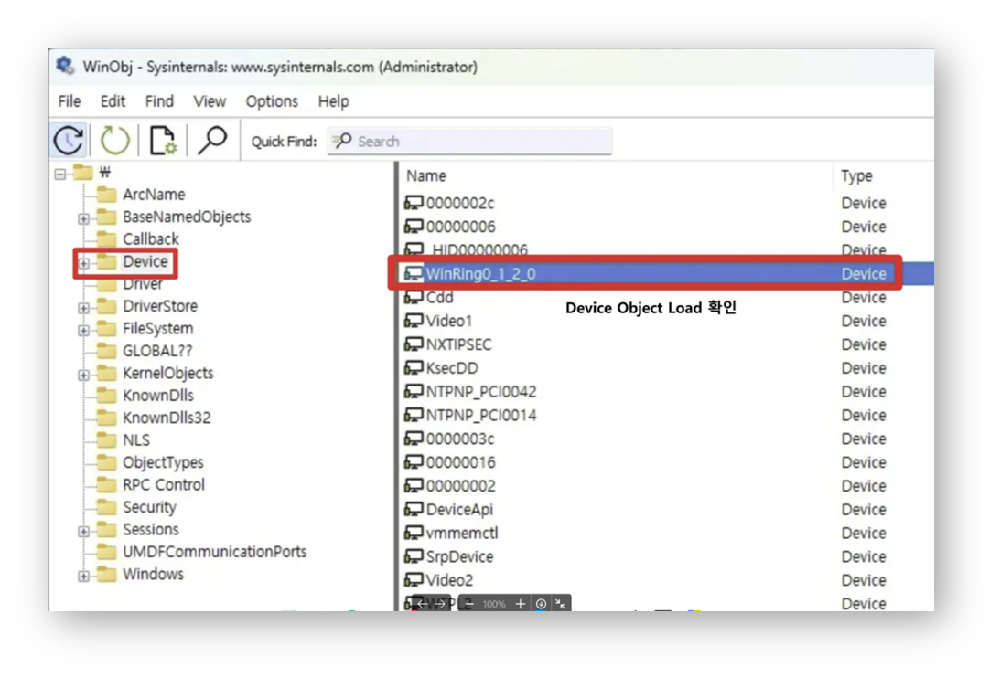 WinObj - Sysinternals: www.sysinternals.com (Administrator)
File Edit Find View Options Help
Quick Find: Search
₩
ArcName
BaseNamedObjects
Callback
Device
Driver
DriverStore
FileSystem
GLOBAL??
KernelObjects
KnownDlls
KnownDlls32
NLS
ObjectTypes
RPC Control
Security
Sessions
UMDFCommunicationPorts
Windows
Name Type
0000002c Device
00000006 Device
_HID00000006 Device
WinRing0_1_2_0 Device
Cdd Device
Device Object Load 확인
Video1 Device
NXTIPSEC Device
KsecDD Device
NTPNP_PCI0042 Device
NTPNP_PCI0014 Device
0000003c Device
00000016 Device
00000002 Device
DeviceApi Device
vmmemctl Device
SrpDevice Device
Video2 Device
Device
100%